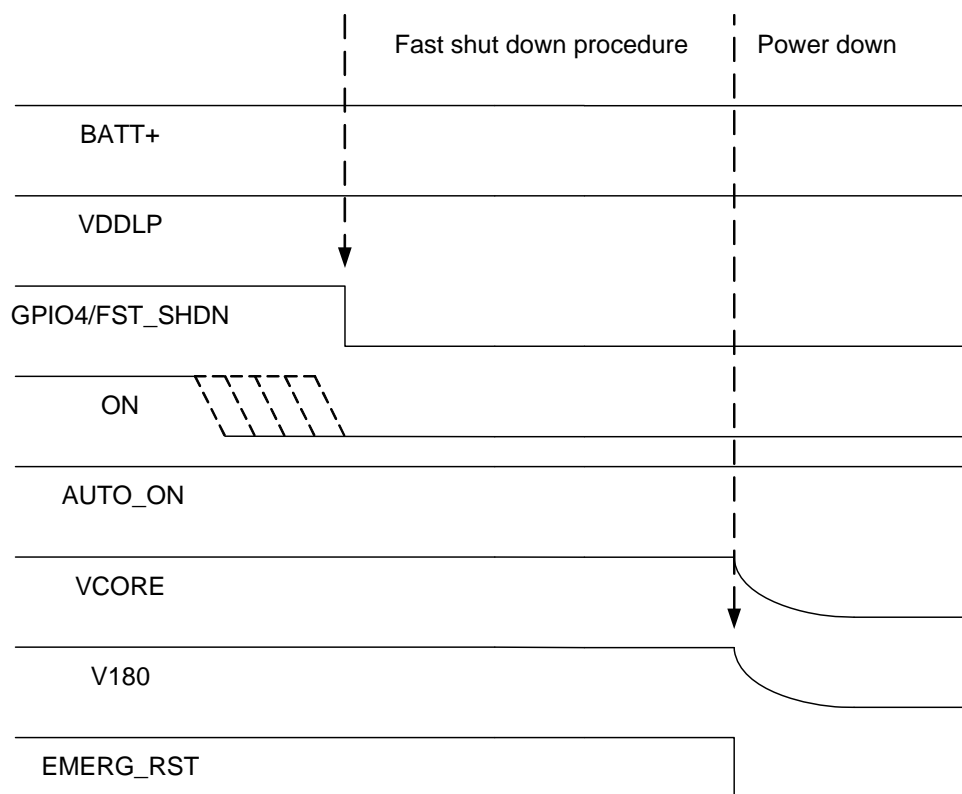 Fast shut down procedure
Power down
BATT+
VDDLP
GPIO4/FST_SHDN
ON
AUTO_ON
VCORE
V180
EMERG_RST